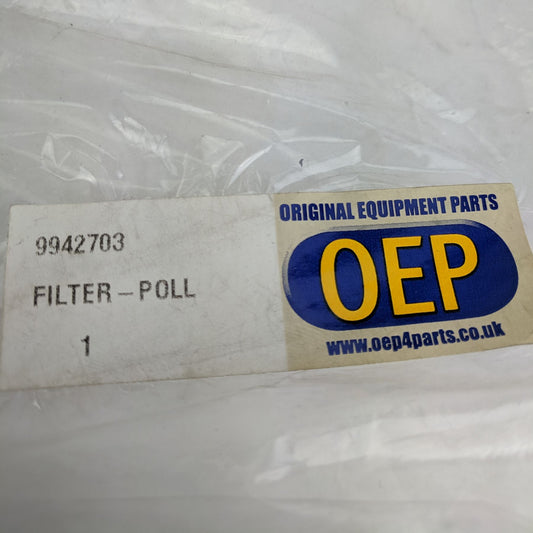 9942703
FILTER-POLL
1
ORIGINAL EQUIPMENT PARTS
OEP
www.oep4parts.co.uk